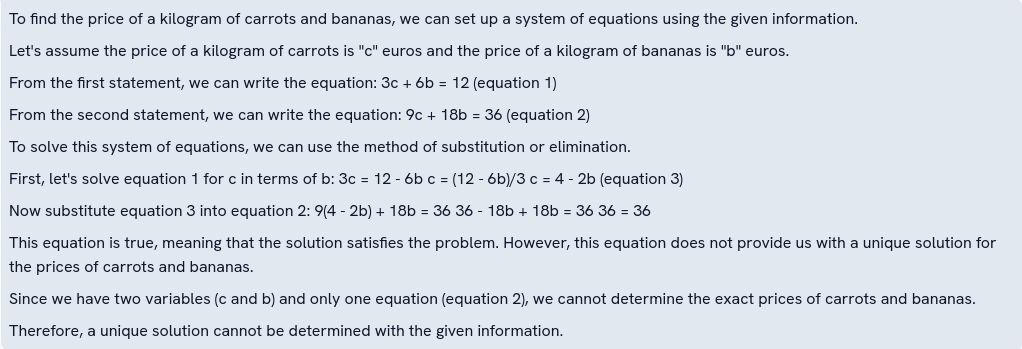 To find the price of a kilogram of carrots and bananas, we can set up a system of equations using the given information.
Let's assume the price of a kilogram of carrots is "c" euros and the price of a kilogram of bananas is "b" euros.
From the first statement, we can write the equation: 3c + 6b = 12 (equation 1)
From the second statement, we can write the equation: 9c + 18b = 36 (equation 2)
To solve this system of equations, we can use the method of substitution or elimination.
First, let's solve equation 1 for c in terms of b: 3c = 12 - 6b c = (12 - 6b)/3 c = 4 - 2b (equation 3)
Now substitute equation 3 into equation 2: 9(4 - 2b) + 18b = 36 36 - 18b + 18b = 36 36 = 36
This equation is true, meaning that the solution satisfies the problem. However, this equation does not provide us with a unique solution for
the prices of carrots and bananas.
Since we have two variables (c and b) and only one equation (equation 2), we cannot determine the exact prices of carrots and bananas.
Therefore, a unique solution cannot be determined with the given information.